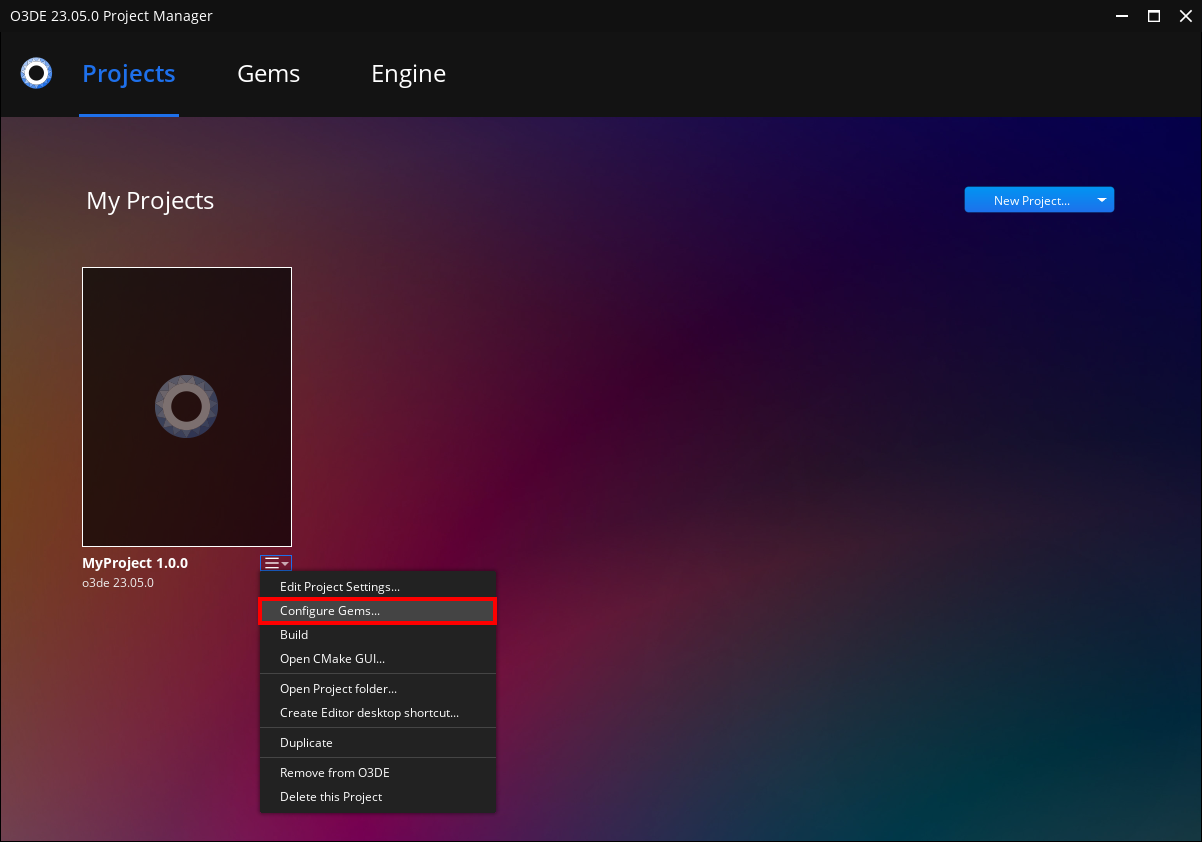 O3DE 23.05.0 Project Manager
Projects Gems Engine
My Projects
New Project...
MyProject 1.0.0
o3de 23.05.0
Edit Project Settings...
Configure Gems...
Build
Open CMake GUI...
Open Project folder...
Create Editor desktop shortcut...
Duplicate
Remove from O3DE
Delete this Project